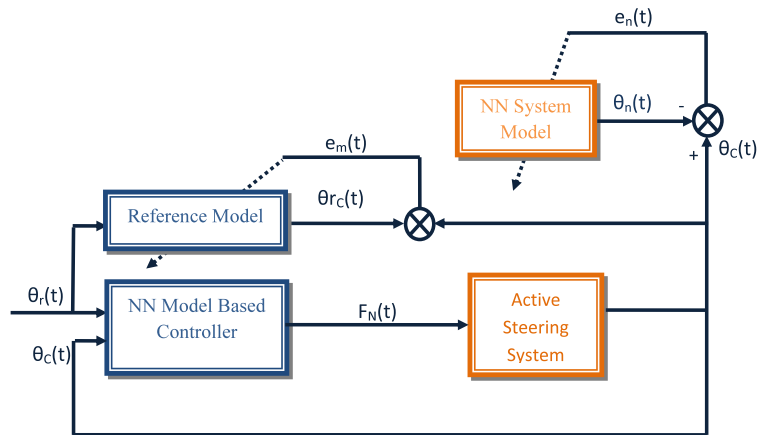 eₙ(t)
NN System
Model
θₙ(t)
-
θ_C(t)
+
eₘ(t)
Reference Model
θr_C(t)
θᵣ(t)
NN Model Based
Controller
F_N(t)
Active
Steering
System
θ_C(t)